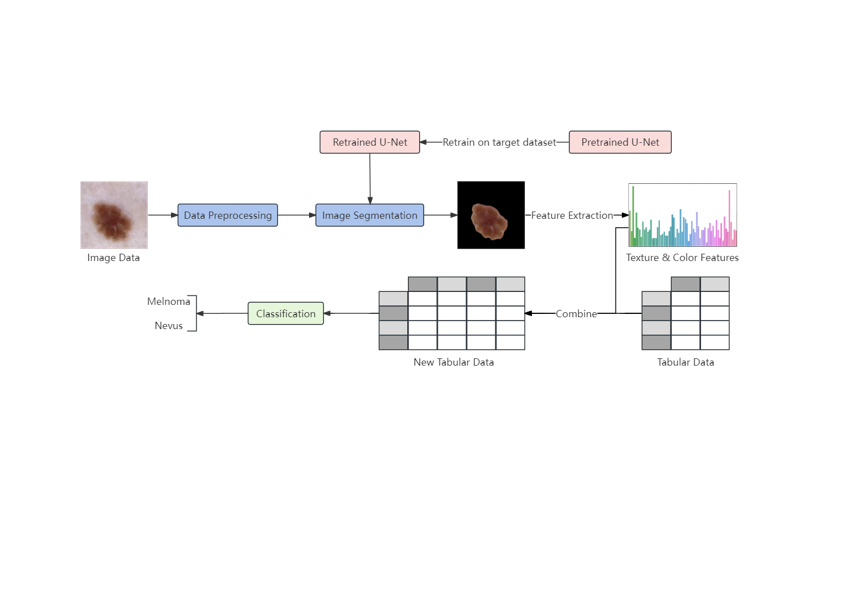 Retrained U-Net
Retrain on target dataset
Pretrained U-Net
Data Preprocessing
Image Segmentation
Feature Extraction
Image Data
Texture & Color Features
Melnoma
Nevus
Classification
Combine
New Tabular Data
Tabular Data